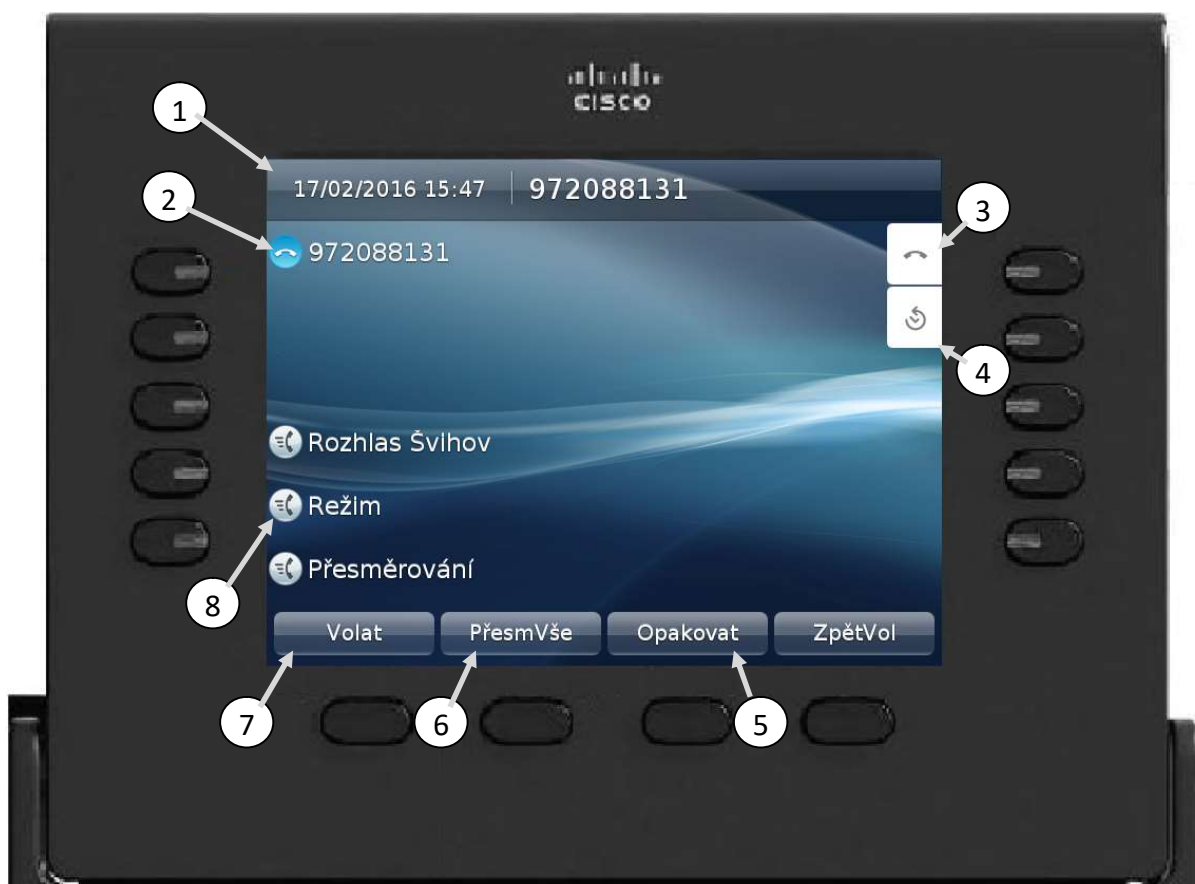 CISCO
1
17/02/2016 15:47 972088131
2
3
972088131
4
Rozhlas Švihov
Režim
Přesměrování
8
Volat PřesmVše Opakovat ZpětVol
7
6
5